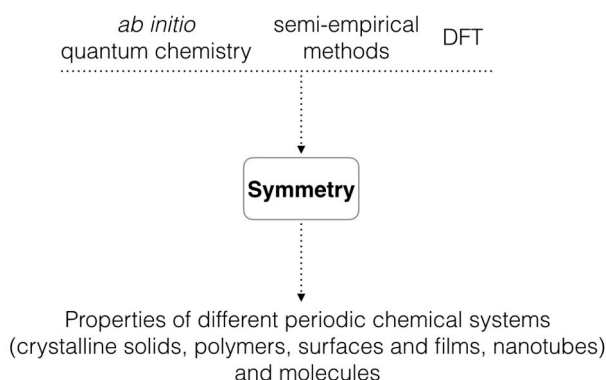 ab initio
quantum chemistry
semi-empirical
methods
DFT
Symmetry
Properties of different periodic chemical systems
(crystalline solids, polymers, surfaces and films, nanotubes)
and molecules